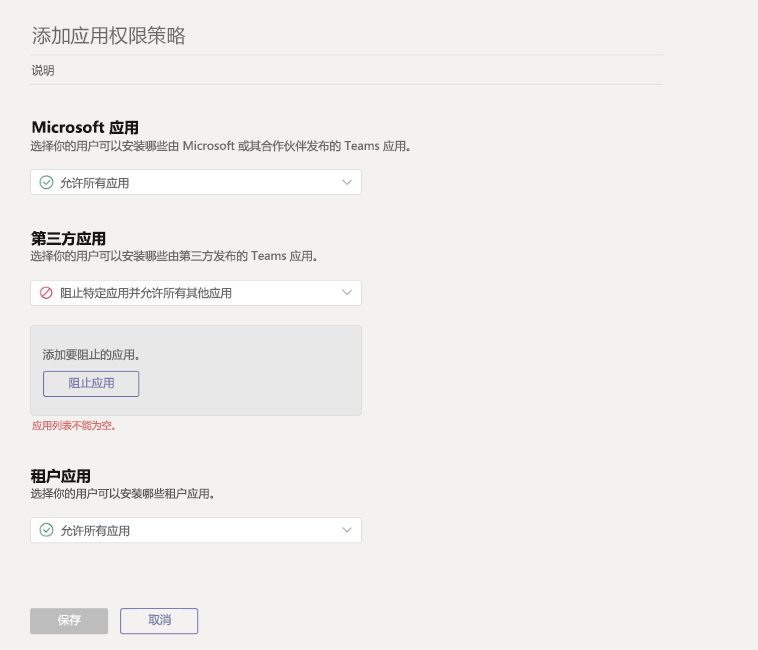 添加应用权限策略
说明
Microsoft 应用
选择你的用户可以安装哪些由 Microsoft 或其合作伙伴发布的 Teams 应用。
允许所有应用
第三方应用
选择你的用户可以安装哪些由第三方发布的 Teams 应用。
阻止特定应用并允许所有其他应用
添加要阻止的应用。
阻止应用
应用列表不能为空。
租户应用
选择你的用户可以安装哪些租户应用。
允许所有应用
保存
取消